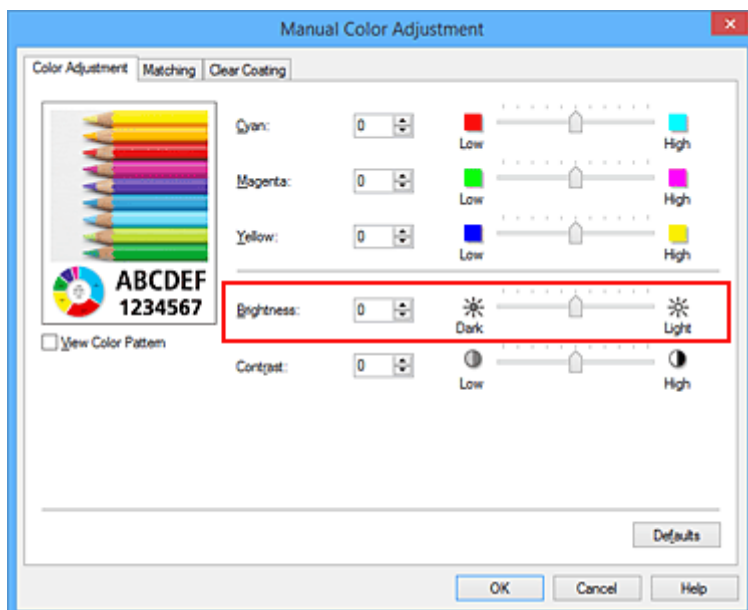 Manual Color Adjustment
Color Adjustment Matching Clear Coating
Cyan: 0 Low High
Magenta: 0 Low High
Yellow: 0 Low High
ABCDEF
1234567
Brightness: 0 Dark Light
View Color Pattern
Contrast: 0 Low High
Defaults
OK Cancel Help